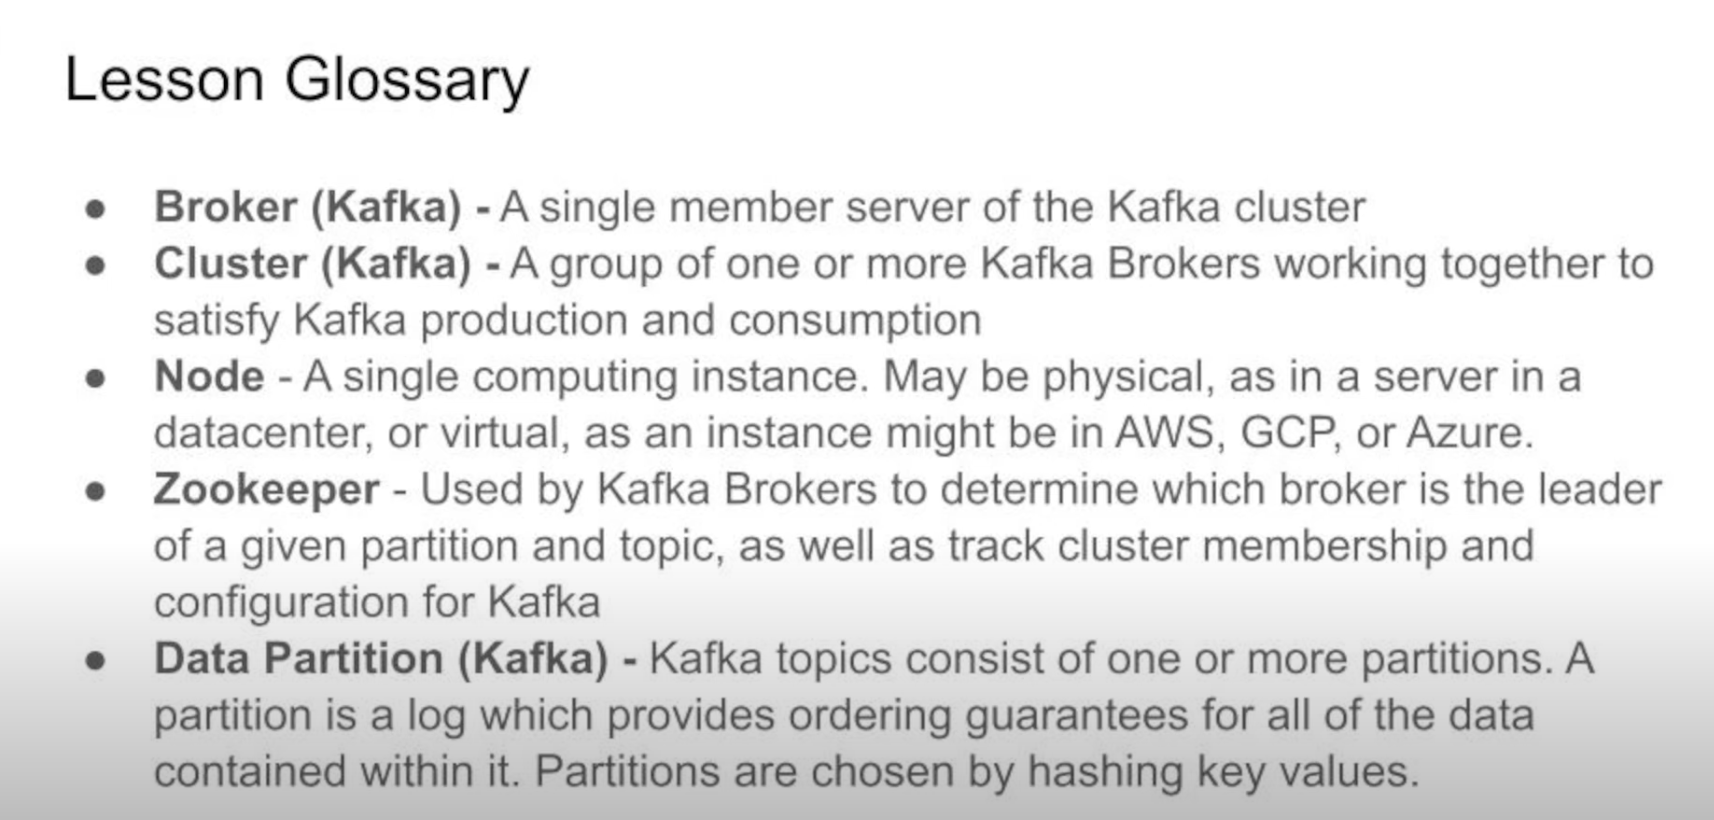 Lesson Glossary
● Broker (Kafka) - A single member server of the Kafka cluster
● Cluster (Kafka) - A group of one or more Kafka Brokers working together to
satisfy Kafka production and consumption
● Node - A single computing instance. May be physical, as in a server in a
datacenter, or virtual, as an instance might be in AWS, GCP, or Azure.
● Zookeeper - Used by Kafka Brokers to determine which broker is the leader
of a given partition and topic, as well as track cluster membership and
configuration for Kafka
● Data Partition (Kafka) - Kafka topics consist of one or more partitions. A
partition is a log which provides ordering guarantees for all of the data
contained within it. Partitions are chosen by hashing key values.